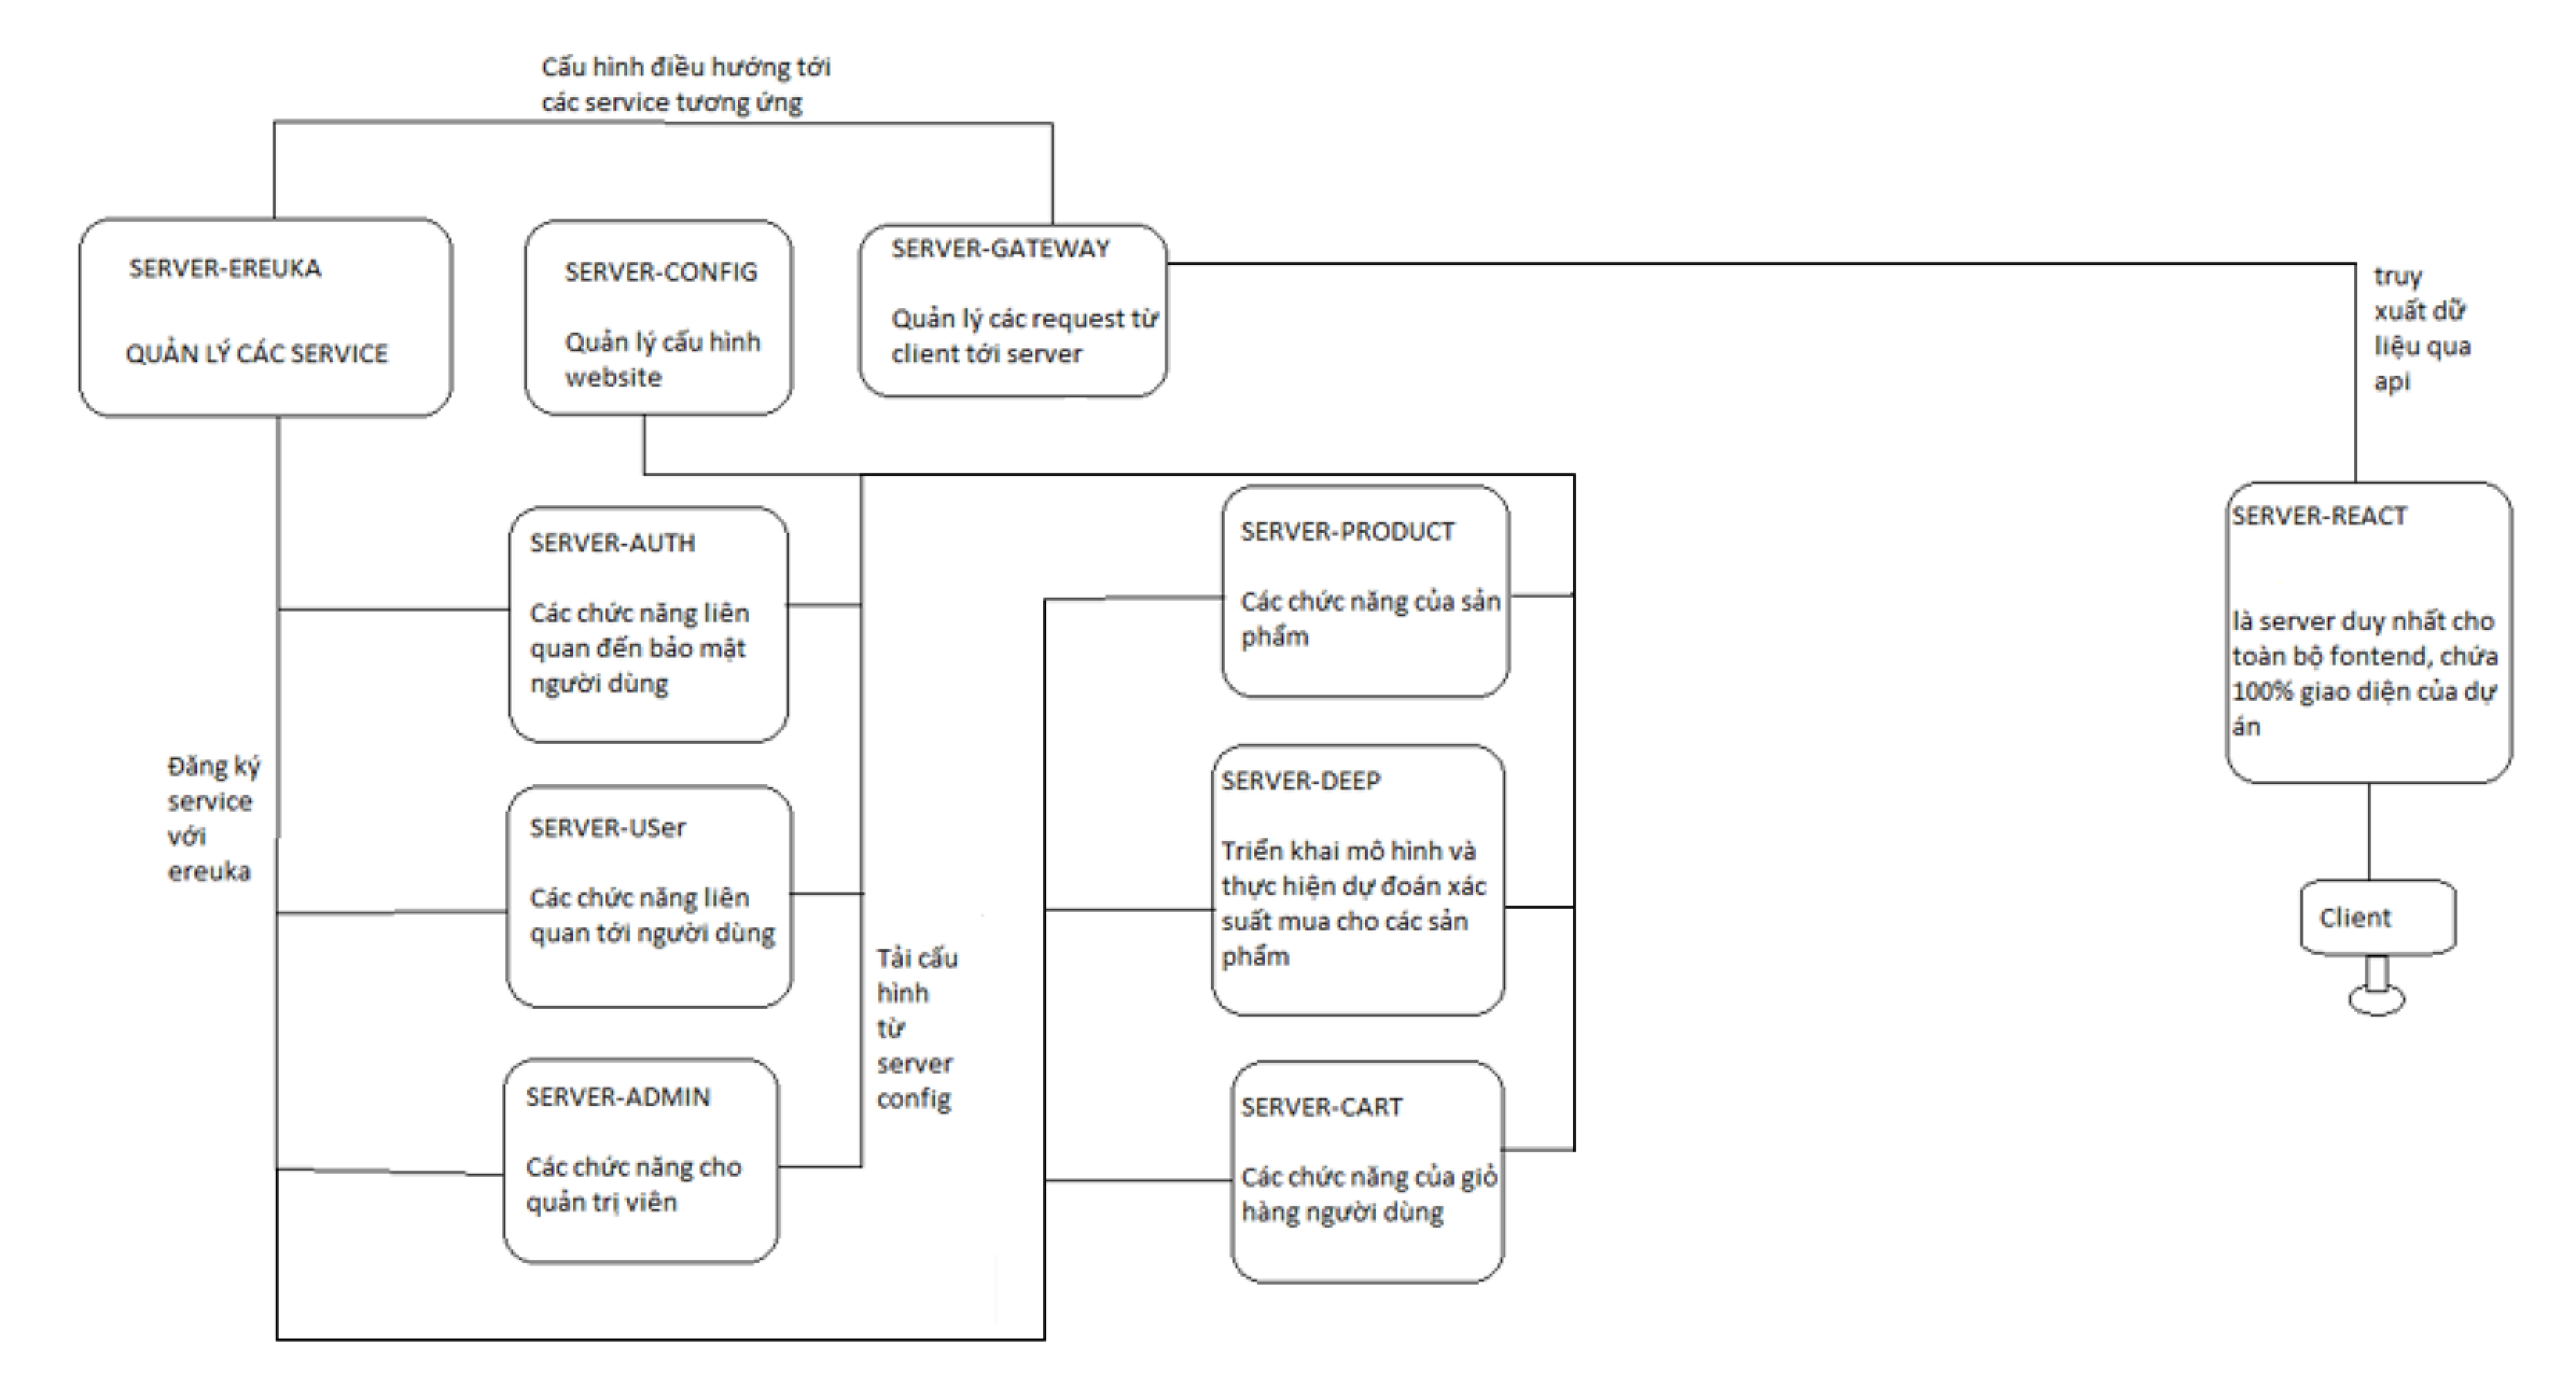 Cấu hình điều hướng tới
các service tương ứng
SERVER-EREUKA
QUẢN LÝ CÁC SERVICE
SERVER-CONFIG
Quản lý cấu hình
website
SERVER-GATEWAY
Quản lý các request từ
client tới server
truy
xuất dữ
liệu qua
api
SERVER-AUTH
Các chức năng liên
quan đến bảo mật
người dùng
SERVER-PRODUCT
Các chức năng của sản
phẩm
SERVER-REACT
là server duy nhất cho
toàn bộ fontend, chứa
100% giao diện của dự
án
Đăng ký
service
với
ereuka
SERVER-USer
Các chức năng liên
quan tới người dùng
SERVER-DEEP
Triển khai mô hình và
thực hiện dự đoán xác
suất mua cho các sản
phẩm
Client
Tải cấu
hình
từ
server
config
SERVER-ADMIN
Các chức năng cho
quản trị viên
SERVER-CART
Các chức năng của giỏ
hàng người dùng